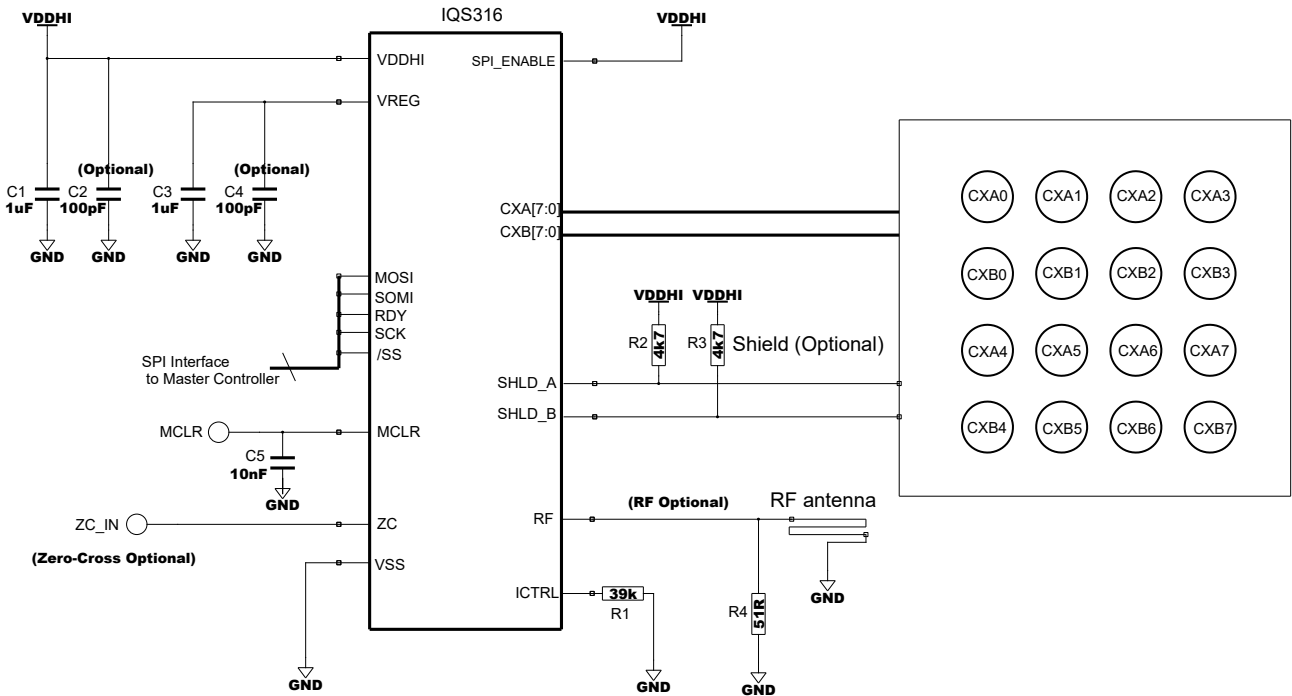 IQS316
VDDHI
VDDHI
VDDHI
SPI_ENABLE
VREG
(Optional)
(Optional)
C1
1uF
C2
100pF
C3
1uF
C4
100pF
GND
GND
GND
GND
CXA[7:0]
CXB[7:0]
CXA0
CXA1
CXA2
CXA3
CXB0
CXB1
CXB2
CXB3
CXA4
CXA5
CXA6
CXA7
CXB4
CXB5
CXB6
CXB7
MOSI
SOMI
RDY
SCK
/SS
SPI Interface
to Master Controller
VDDHI
VDDHI
R2
4k7
R3
4k7
Shield (Optional)
SHLD_A
SHLD_B
MCLR
MCLR
C5
10nF
GND
ZC_IN
ZC
(Zero-Cross Optional)
VSS
GND
RF
(RF Optional)
RF antenna
GND
ICTRL
39k
R1
GND
R4
51R
GND